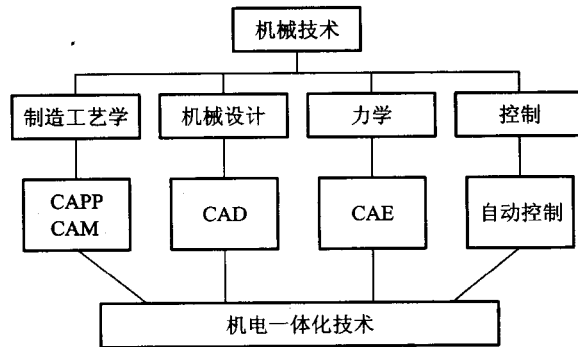 机械技术
制造工艺学
机械设计
力学
控制
CAPP
CAM
CAD
CAE
自动控制
机电一体化技术